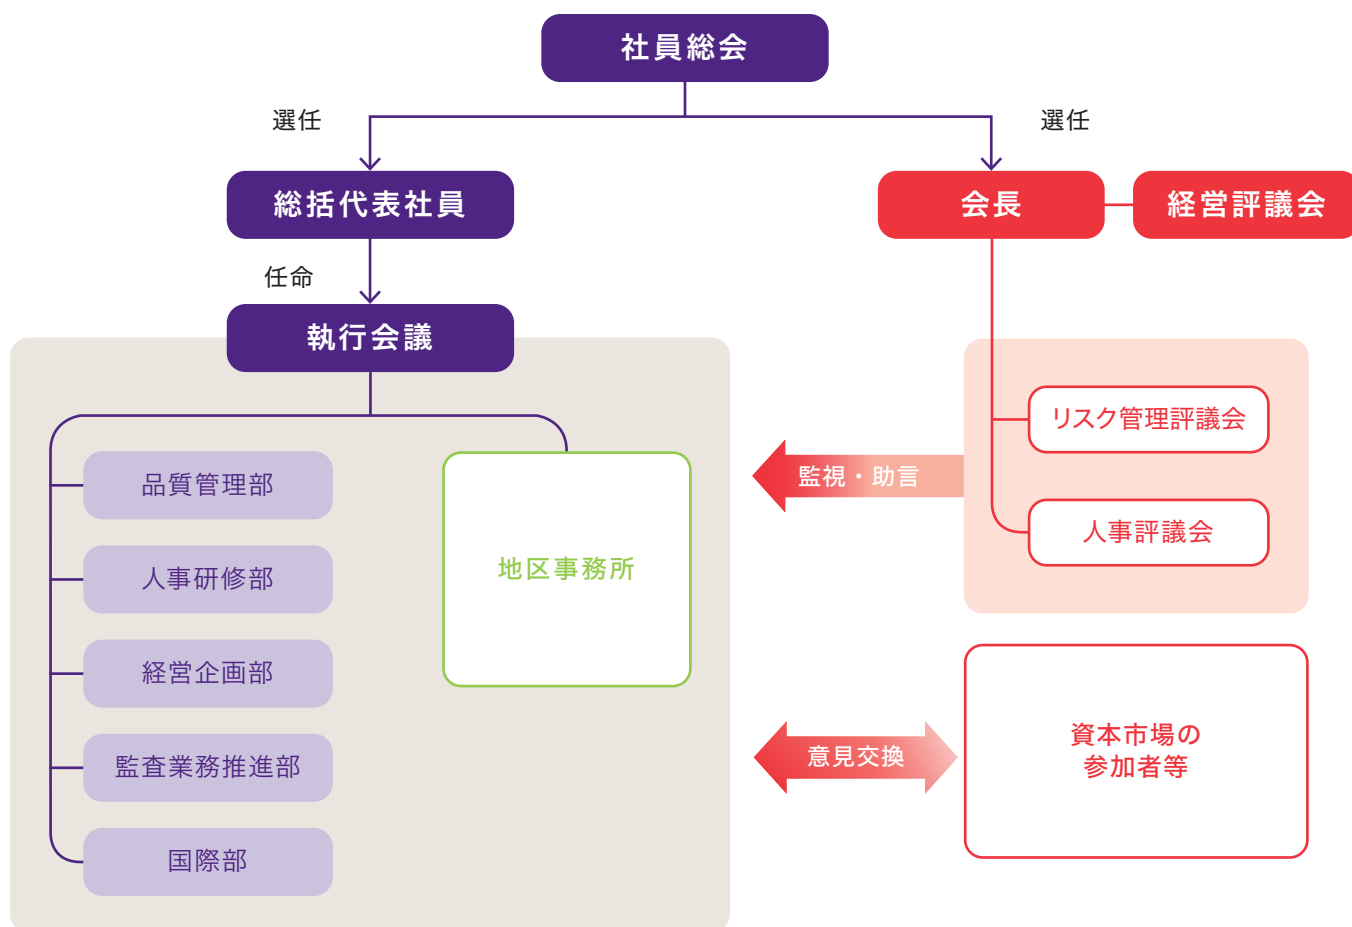 社員総会
選任
選任
総括代表社員
会長
経営評議会
任命
執行会議
品質管理部
人事研修部
経営企画部
監査業務推進部
国際部
地区事務所
監視・助言
リスク管理評議会
人事評議会
意見交換
資本市場の
参加者等